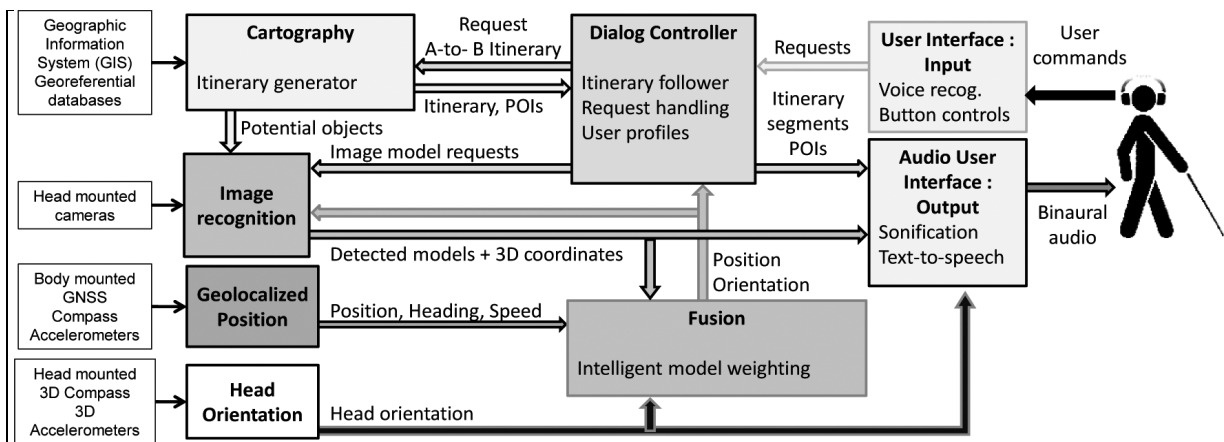 Geographic
Information
System (GIS)
Georeferential
databases
Cartography
Itinerary generator
Request
A-to- B Itinerary
Itinerary, POIs
Dialog Controller
Itinerary follower
Request handling
User profiles
Requests
User Interface :
Input
Voice recog.
Button controls
User
commands
Potential objects
Image model requests
Itinerary
segments
POIs
Head mounted
cameras
Image
recognition
Audio User
Interface :
Output
Sonification
Text-to-speech
Binaural
audio
Detected models + 3D coordinates
Position
Orientation
Body mounted
GNSS
Compass
Accelerometers
Geolocalized
Position
Position, Heading, Speed
Fusion
Intelligent model weighting
Head mounted
3D Compass
3D
Accelerometers
Head
Orientation
Head orientation